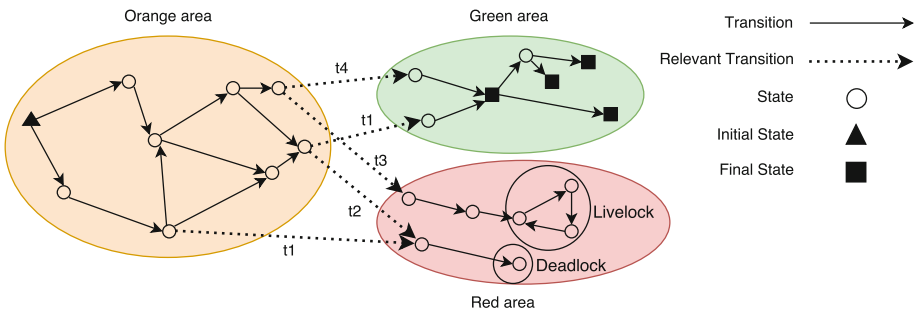 Orange area
Green area
Transition
Relevant Transition
State
Initial State
Final State
t4
t1
t3
t2
t1
Livelock
Deadlock
Red area